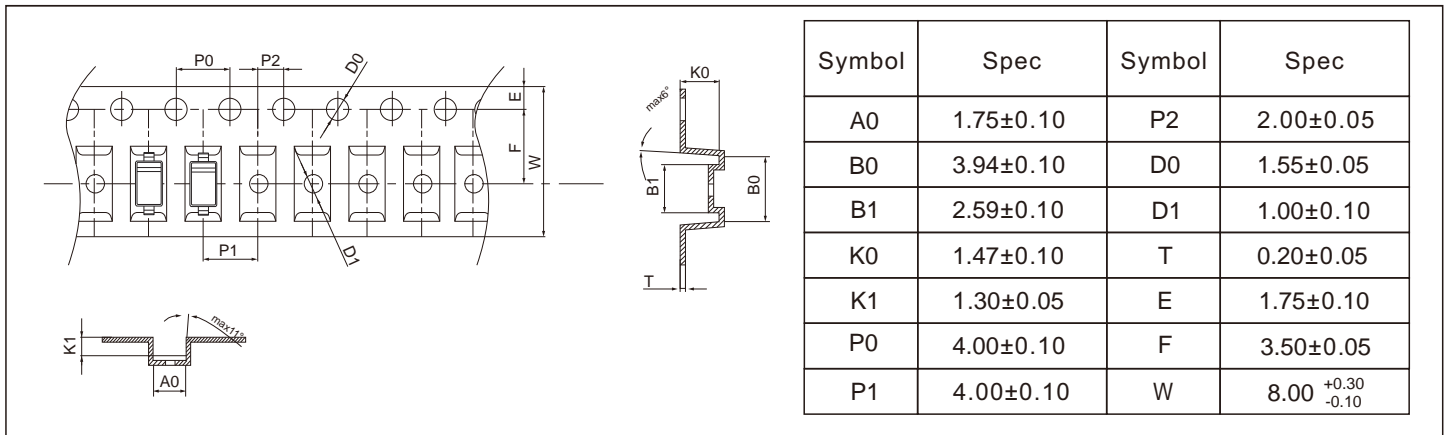 P0
P2
D0
E
F
W
P1
D1
K1
A0
max11°
K0
max6°
B1
B0
T
Symbol Spec Symbol Spec
A0 1.75±0.10 P2 2.00±0.05
B0 3.94±0.10 D0 1.55±0.05
B1 2.59±0.10 D1 1.00±0.10
K0 1.47±0.10 T 0.20±0.05
K1 1.30±0.05 E 1.75±0.10
P0 4.00±0.10 F 3.50±0.05
P1 4.00±0.10 W 8.00 +0.30 -0.10